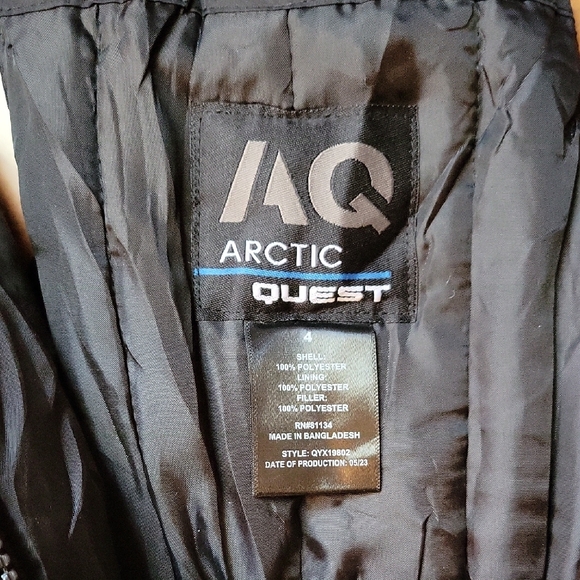 AQ
ARCTIC
QUEST
4
SHELL:
100% POLYESTER
LINING:
100% POLYESTER
FILLER:
100% POLYESTER
RN#81134
MADE IN BANGLADESH
STYLE: QYX19802
DATE OF PRODUCTION: 05/23